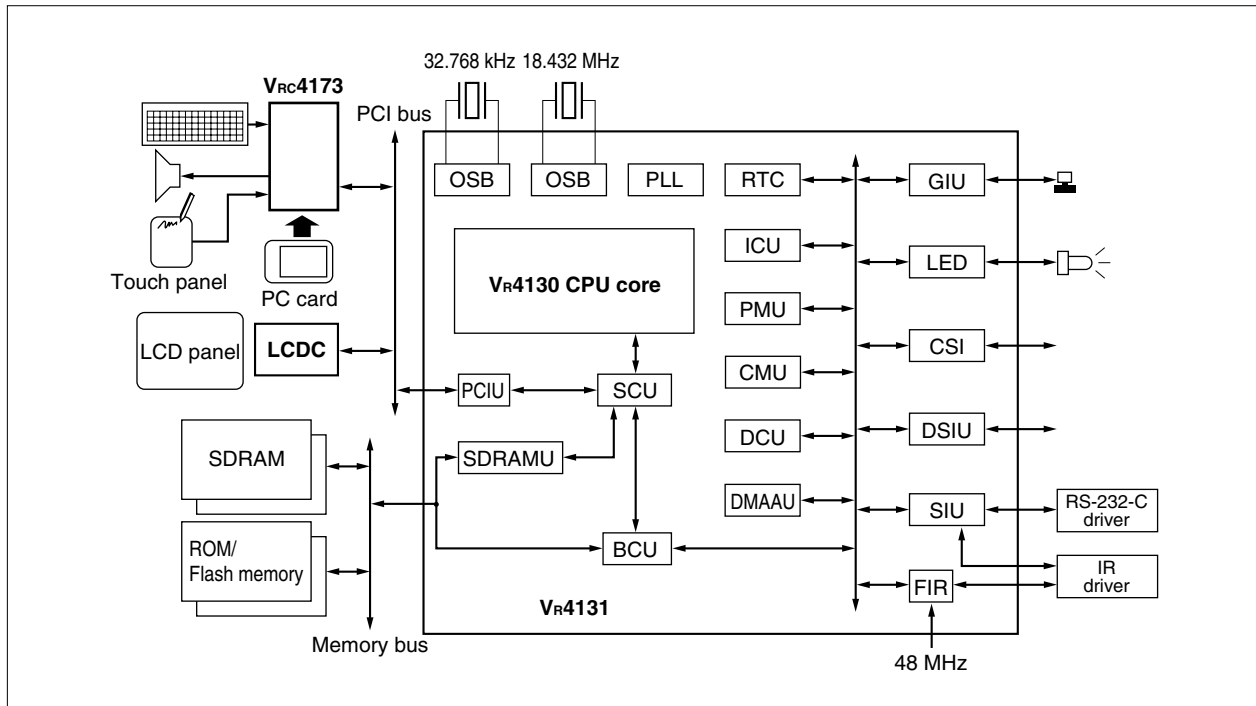 32.768 kHz 18.432 MHz
VRC4173
PCI bus
OSB
OSB
PLL
RTC
GIU
ICU
LED
VR4130 CPU core
Touch panel
PC card
PMU
LCD panel
LCDC
CSI
CMU
PCIU
SCU
SDRAM
SDRAMU
DCU
DSIU
DMAAU
SIU
RS-232-C
driver
ROM/
Flash memory
BCU
IR
driver
FIR
VR4131
Memory bus
48 MHz